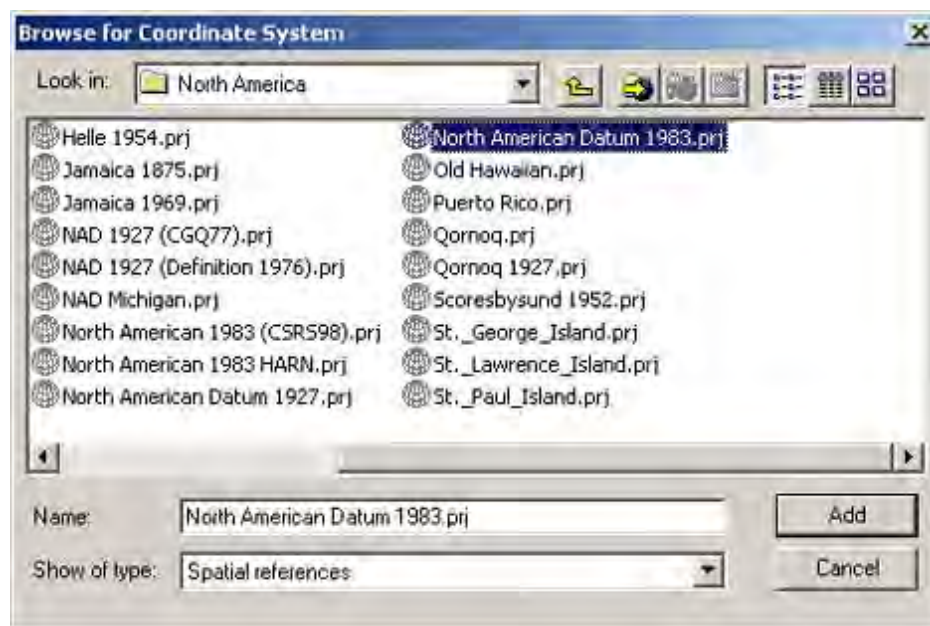 Browse for Coordinate System
Look in: North America
Helle 1954.prj
Jamaica 1875.prj
Jamaica 1969.prj
NAD 1927 (CGQ77).prj
NAD 1927 (Definition 1976).prj
NAD Michigan.prj
North American 1983 (CSRS98).prj
North American 1983 HARN.prj
North American Datum 1927.prj
North American Datum 1983.prj
Old Hawaiian.prj
Puerto Rico.prj
Qornoq.prj
Qornoq 1927.prj
Scoresbysund 1952.prj
St._George_Island.prj
St._Lawrence_Island.prj
St._Paul_Island.prj
Name: North American Datum 1983.prj
Add
Show of type: Spatial references
Cancel